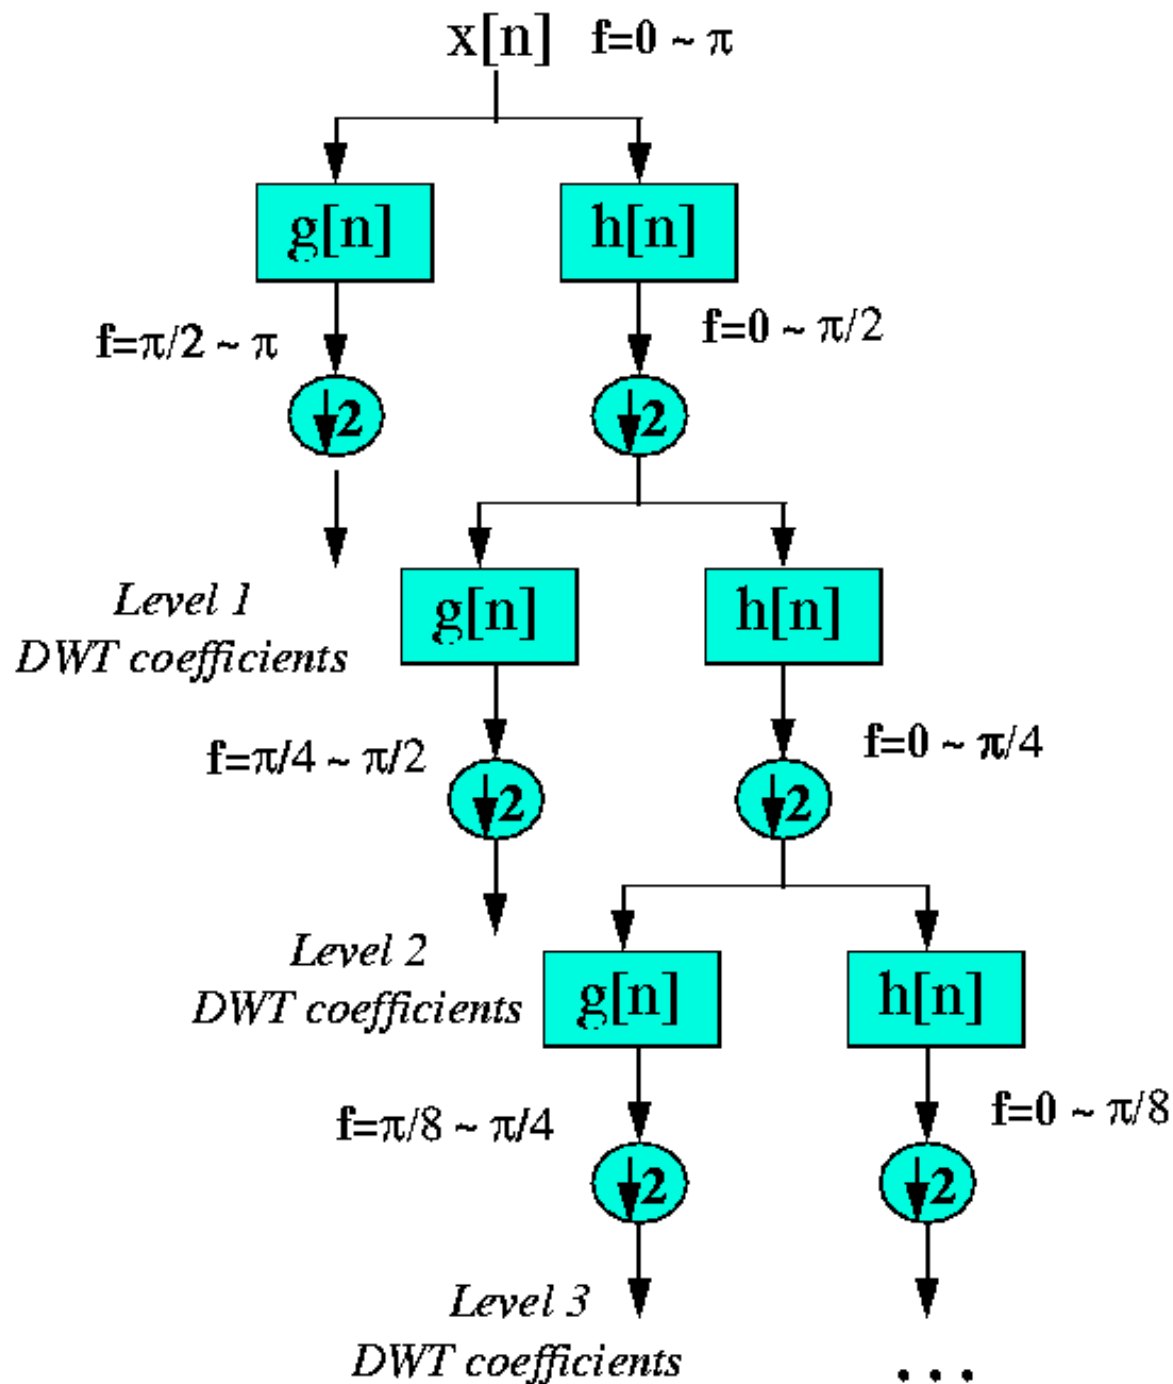 x[n] f=0 ~ π
g[n] h[n]
f=π/2 ~ π f=0 ~ π/2
2 2
Level 1
DWT coefficients
g[n] h[n]
f=π/4 ~ π/2 f=0 ~ π/4
2 2
Level 2
DWT coefficients
g[n] h[n]
f=π/8 ~ π/4 f=0 ~ π/8
2 2
Level 3
DWT coefficients . . .